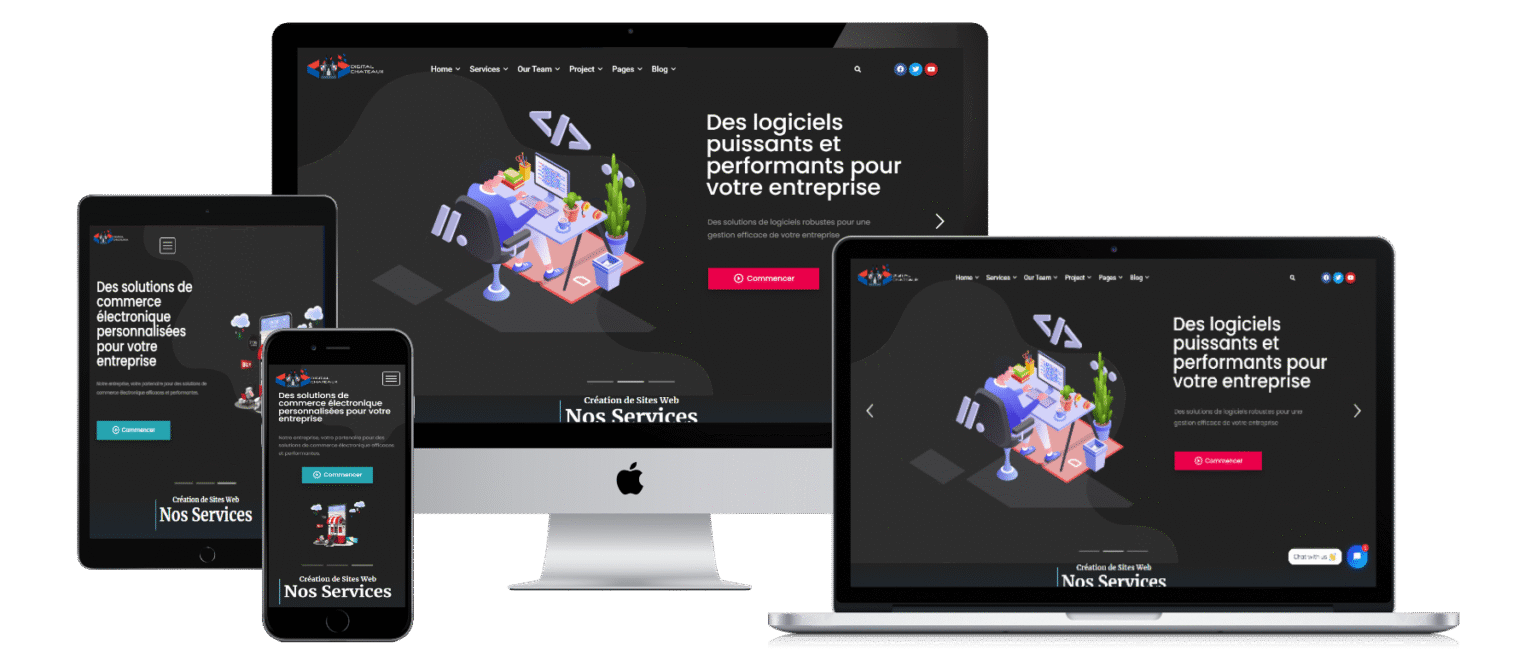 DIGITAL
CHATEAUX
Home Services Our Team Project Pages Blog
Des logiciels
puissants et
performants pour
votre entreprise
Des solutions de logiciels robustes pour une
gestion efficace de votre entreprise
Commencer
Création de Sites Web
Nos Services
Des solutions de
commerce
électronique
personnalisées
pour votre
entreprise
Notre entreprise, votre partenaire pour des solutions de
commerce électronique efficaces et performantes.
Commencer
Création de Sites Web
Nos Services
DIGITAL
CHATEAUX
Des solutions de
commerce électronique
personnalisées pour votre
entreprise
Notre entreprise, votre partenaire pour des
solutions de commerce électronique efficaces
et performantes.
Commencer
Création de Sites Web
Nos Services
DIGITAL
CHATEAUX
Home Services Our Team Project Pages Blog
Des logiciels
puissants et
performants pour
votre entreprise
Des solutions de logiciels robustes pour une
gestion efficace de votre entreprise
Commencer
Chat with us
Création de Sites Web
Nos Services